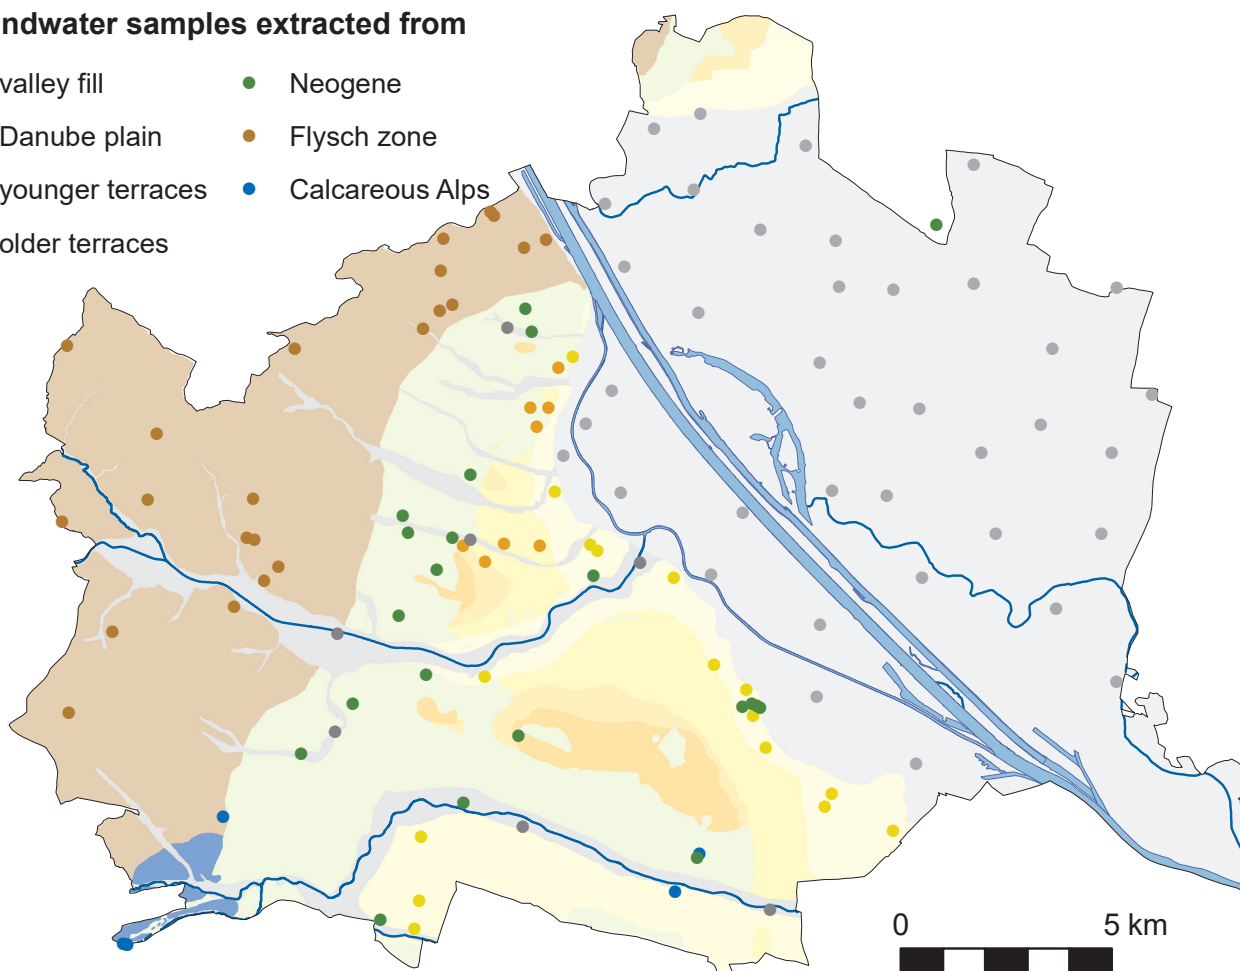 ndwater samples extracted from
valley fill
Neogene
Danube plain
Flysch zone
younger terraces
Calcareous Alps
older terraces
0 5 km